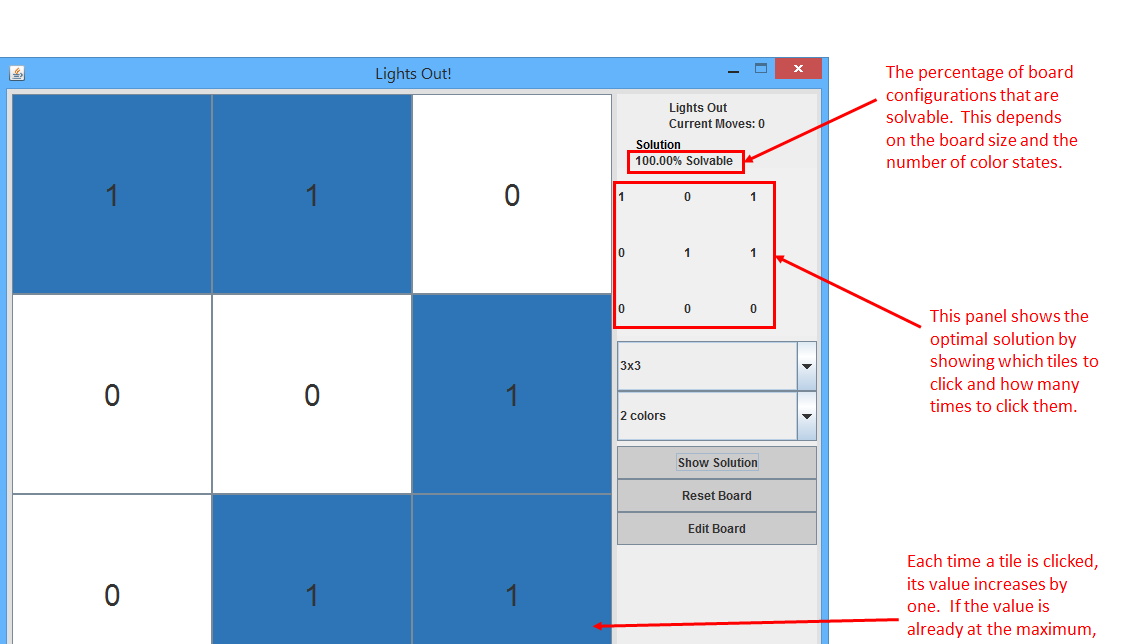 Lights Out!
1 1 0
0 0 1
0 1 1
Lights Out
Current Moves: 0
Solution
100.00% Solvable
1 0 1
0 1 1
0 0 0
3x3
2 colors
Show Solution
Reset Board
Edit Board
The percentage of board
configurations that are
solvable. This depends
on the board size and the
number of color states.
This panel shows the
optimal solution by
showing which tiles to
click and how many
times to click them.
Each time a tile is clicked,
its value increases by
one. If the value is
already at the maximum,